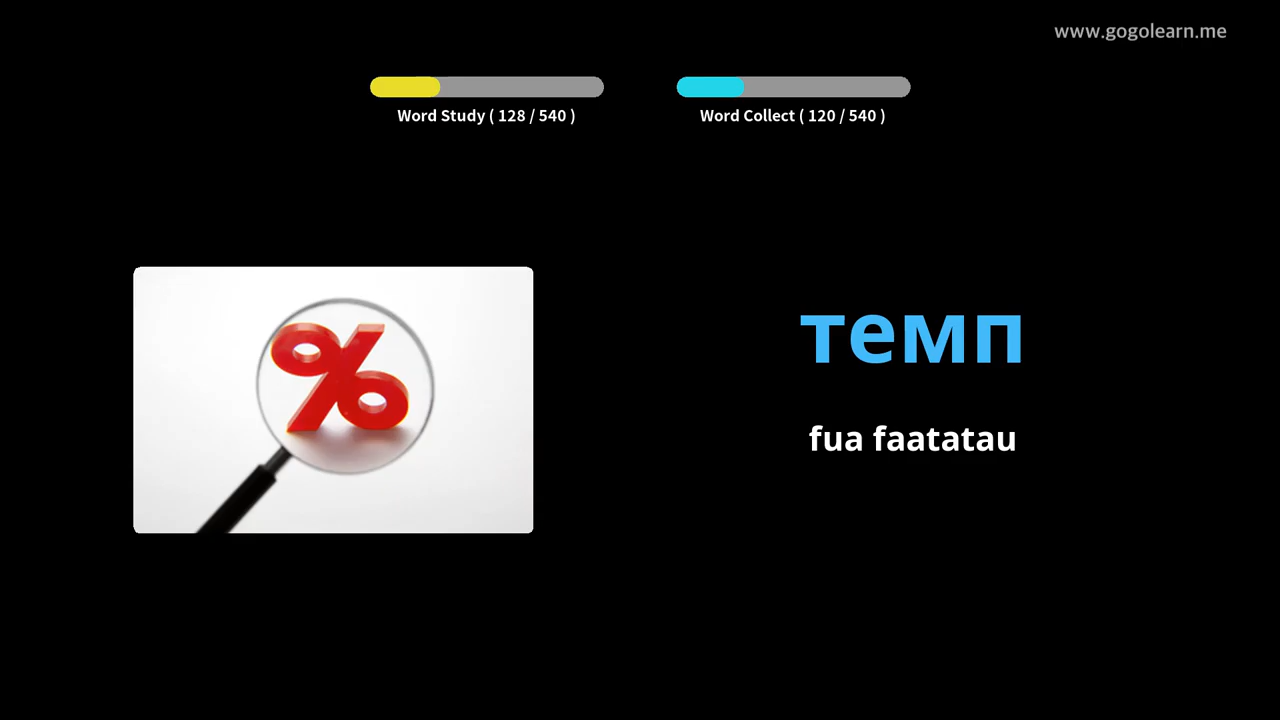 www.gogolearn.me
Word Study ( 128 / 540 )
Word Collect ( 120 / 540 )
%
темп
fua faatatau